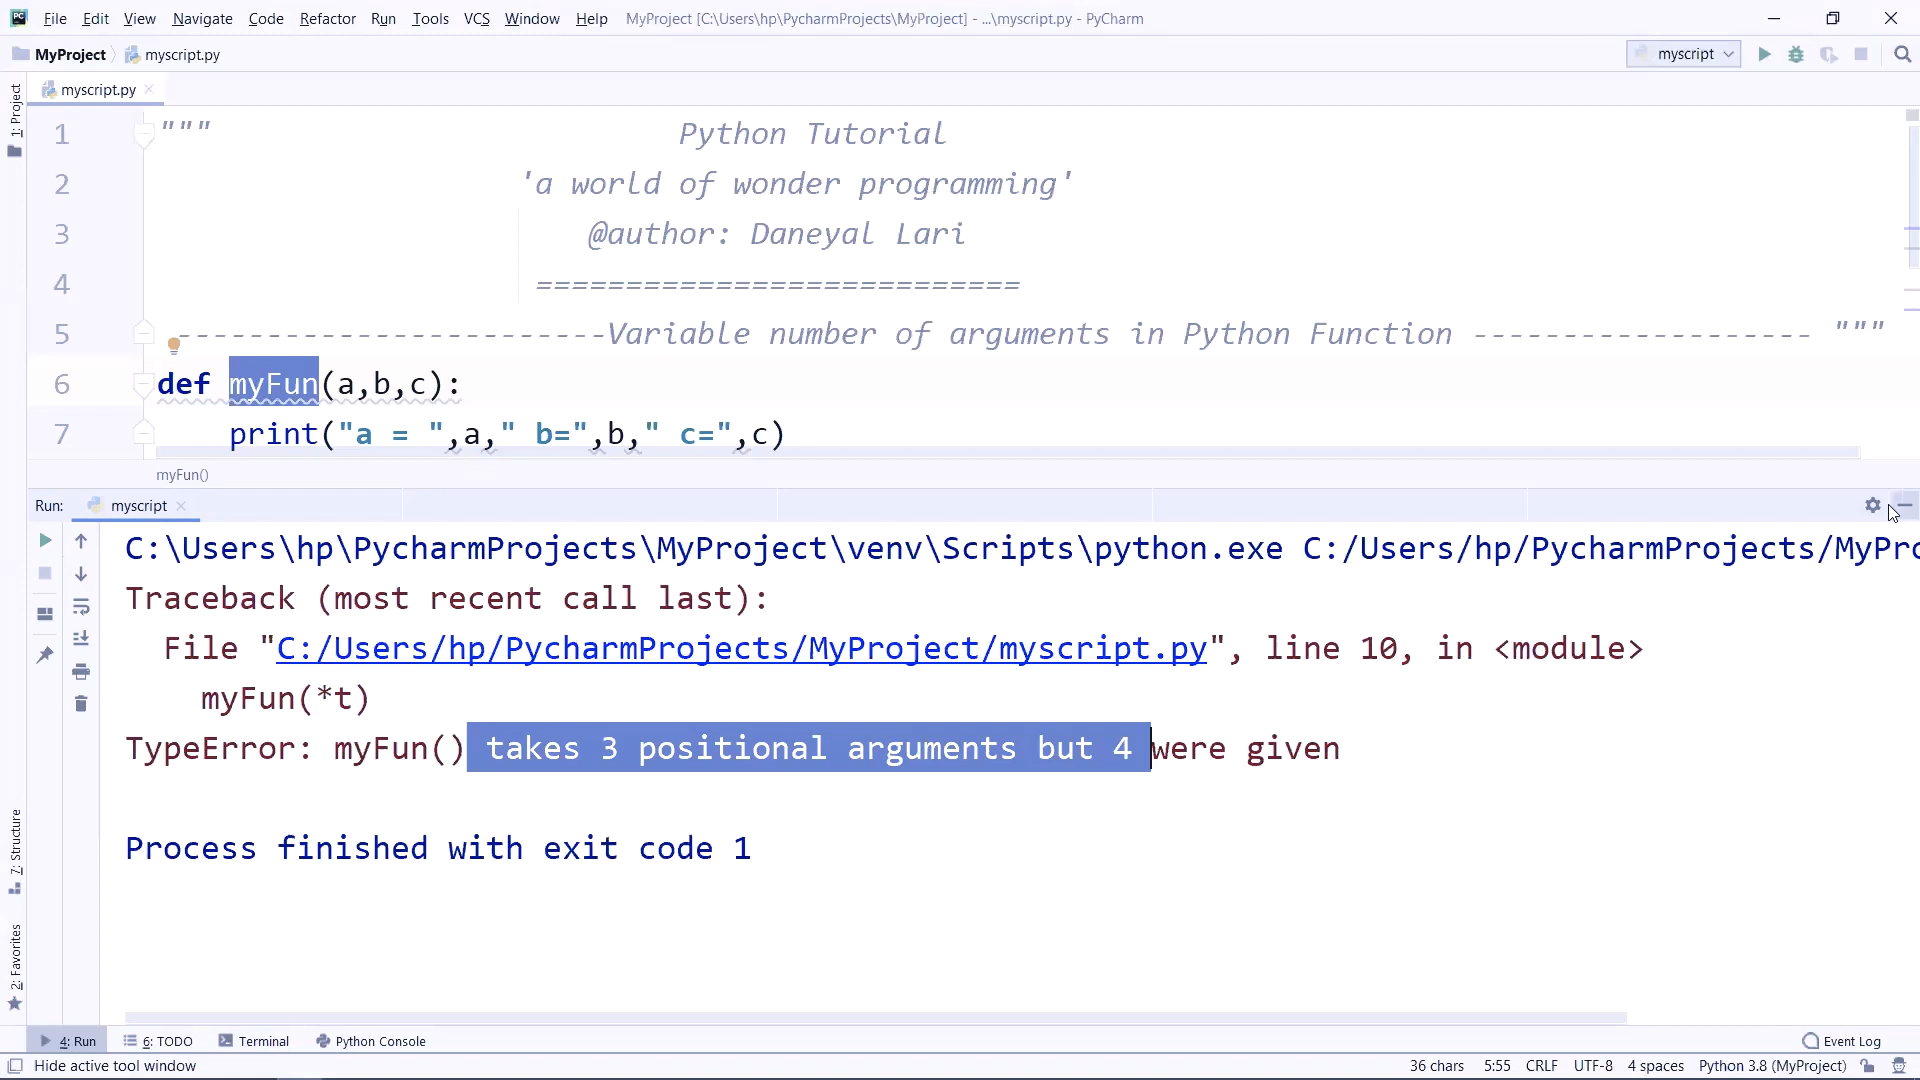 File Edit View Navigate Code Refactor Run Tools VCS Window Help MyProject [C:\Users\hp\PycharmProjects\MyProject] - ...\myscript.py - PyCharm
MyProject myscript.py myscript
1: Project
myscript.py
1 """ Python Tutorial
2 'a world of wonder programming'
3 @author: Daneyal Lari
4 ===========================
5 ------------------------Variable number of arguments in Python Function ------------------- """
6 def myFun(a,b,c):
7 print("a = ",a," b=",b," c=",c)
myFun()
Run: myscript
C:\Users\hp\PycharmProjects\MyProject\venv\Scripts\python.exe C:/Users/hp/PycharmProjects/MyPro
Traceback (most recent call last):
File "C:/Users/hp/PycharmProjects/MyProject/myscript.py", line 10, in <module>
myFun(*t)
TypeError: myFun() takes 3 positional arguments but 4 were given
Process finished with exit code 1
7: Structure
2: Favorites
4: Run 6: TODO Terminal Python Console Event Log
Hide active tool window 36 chars 5:55 CRLF UTF-8 4 spaces Python 3.8 (MyProject)